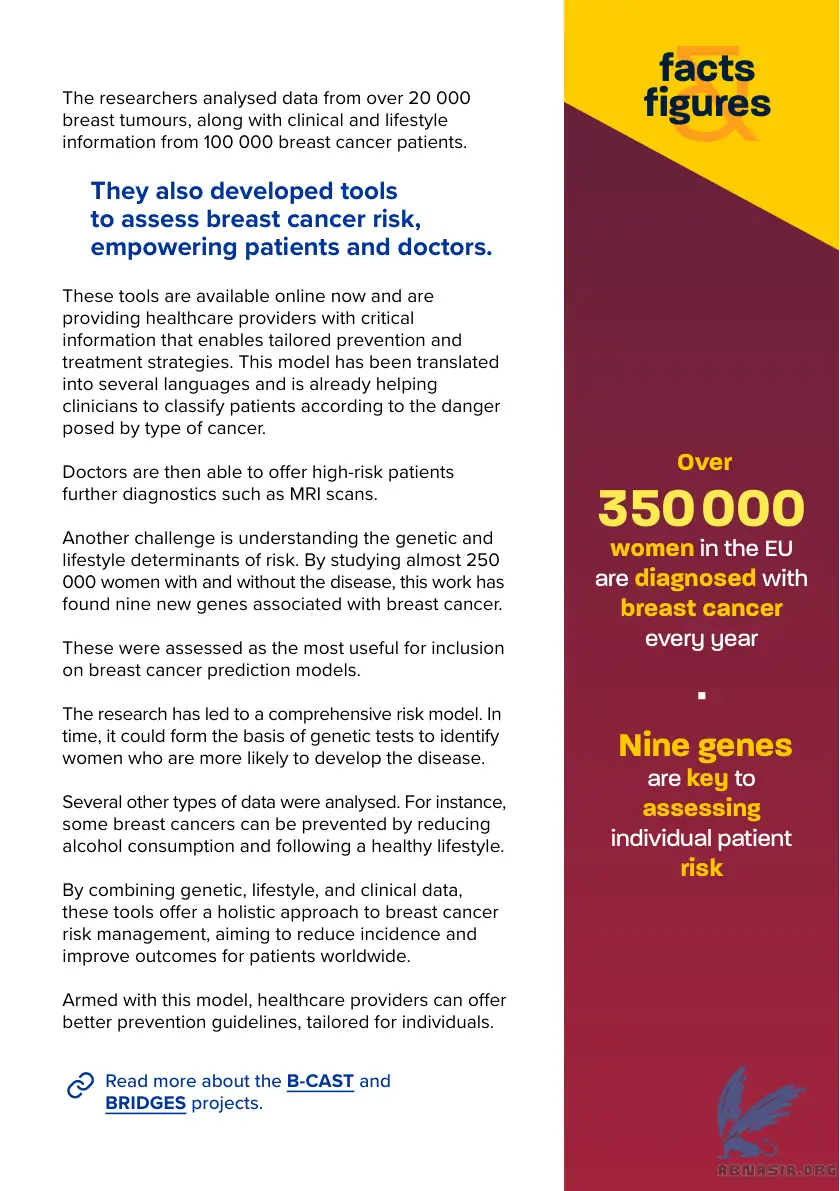 The researchers analysed data from over 20 000
breast tumours, along with clinical and lifestyle
information from 100 000 breast cancer patients.
They also developed tools
to assess breast cancer risk,
empowering patients and doctors.
These tools are available online now and are
providing healthcare providers with critical
information that enables tailored prevention and
treatment strategies. This model has been translated
into several languages and is already helping
clinicians to classify patients according to the danger
posed by type of cancer.
Doctors are then able to offer high-risk patients
further diagnostics such as MRI scans.
Another challenge is understanding the genetic and
lifestyle determinants of risk. By studying almost 250
000 women with and without the disease, this work has
found nine new genes associated with breast cancer.
These were assessed as the most useful for inclusion
on breast cancer prediction models.
The research has led to a comprehensive risk model. In
time, it could form the basis of genetic tests to identify
women who are more likely to develop the disease.
Several other types of data were analysed. For instance,
some breast cancers can be prevented by reducing
alcohol consumption and following a healthy lifestyle.
By combining genetic, lifestyle, and clinical data,
these tools offer a holistic approach to breast cancer
risk management, aiming to reduce incidence and
improve outcomes for patients worldwide.
Armed with this model, healthcare providers can offer
better prevention guidelines, tailored for individuals.
Read more about the B-CAST and
BRIDGES projects.
facts
&
figures
Over
350 000
women in the EU
are diagnosed with
breast cancer
every year
Nine genes
are key to
assessing
individual patient
risk
ABNASIA.ORG